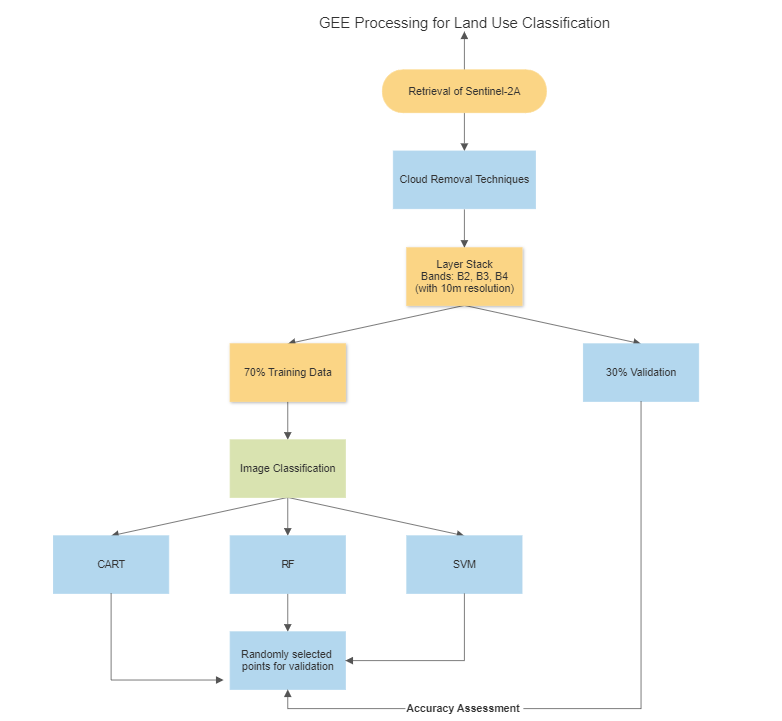 GEE Processing for Land Use Classification
Retrieval of Sentinel-2A
Cloud Removal Techniques
Layer Stack
Bands: B2, B3, B4
(with 10m resolution)
70% Training Data
30% Validation
Image Classification
CART
RF
SVM
Randomly selected
points for validation
Accuracy Assessment